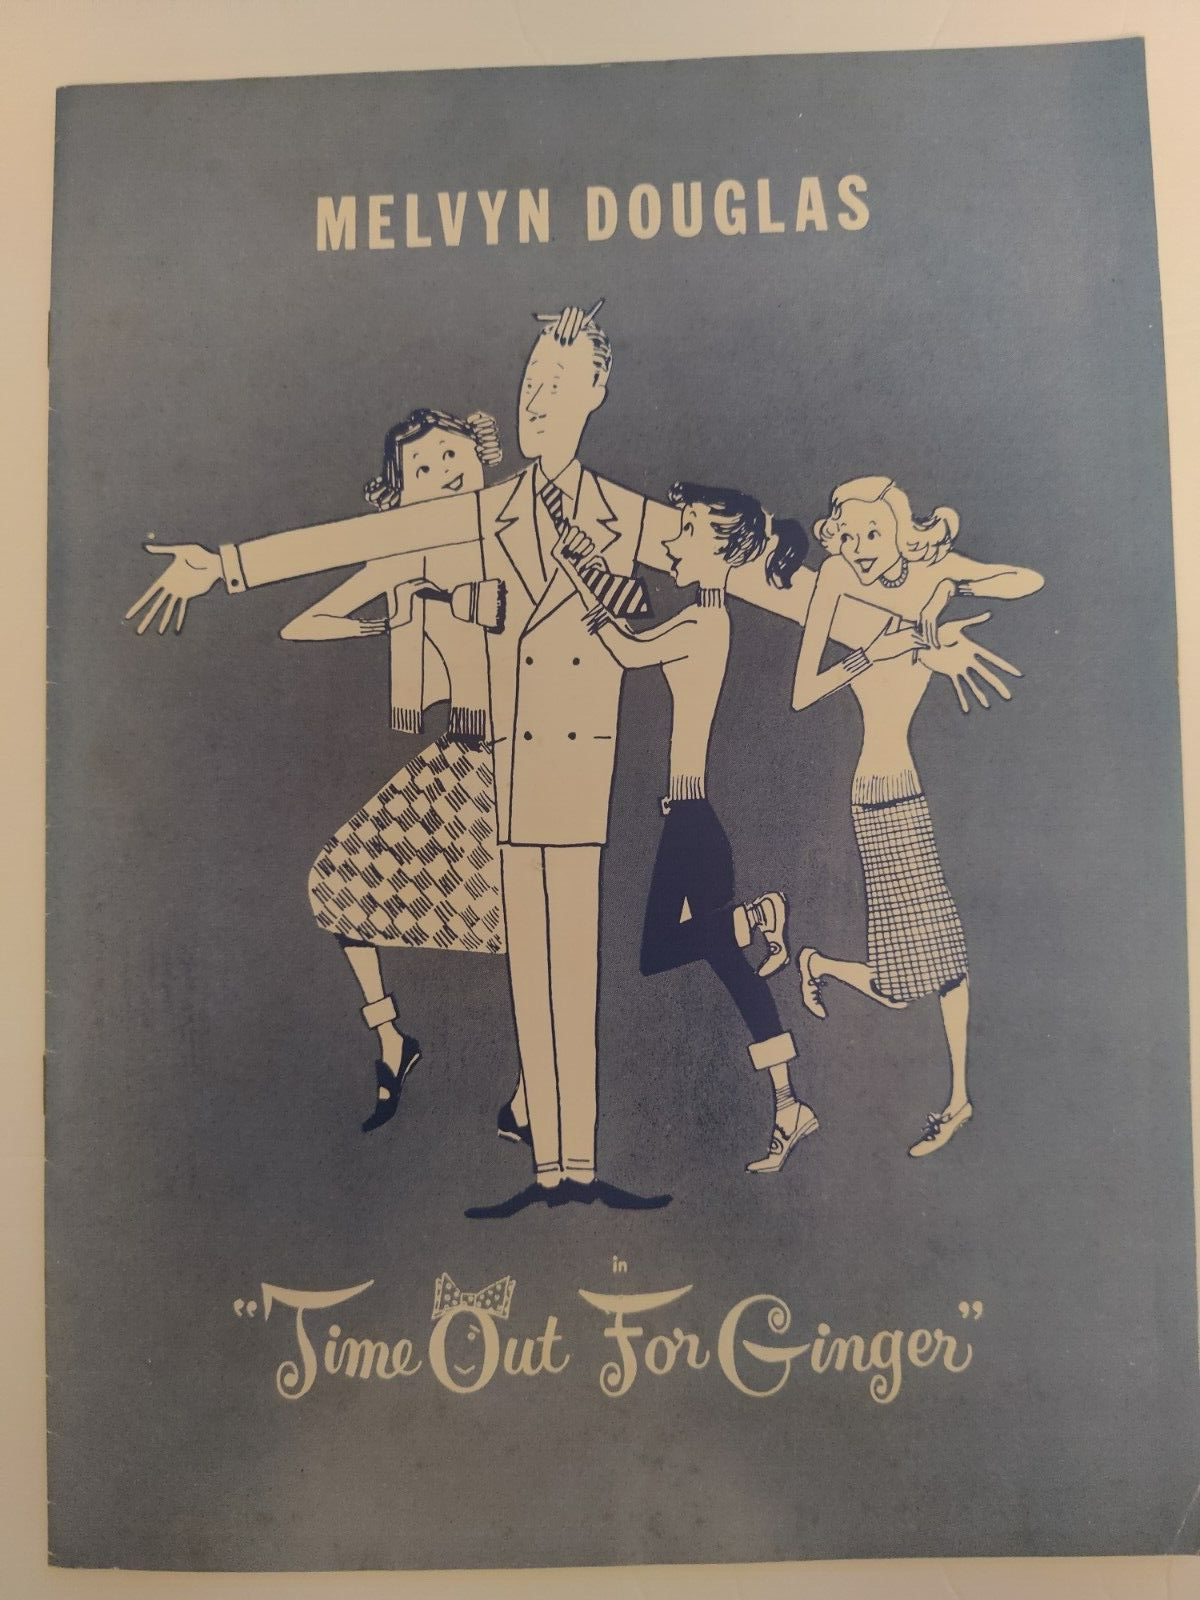 MELVYN DOUGLAS
in
“Time Out For Ginger”